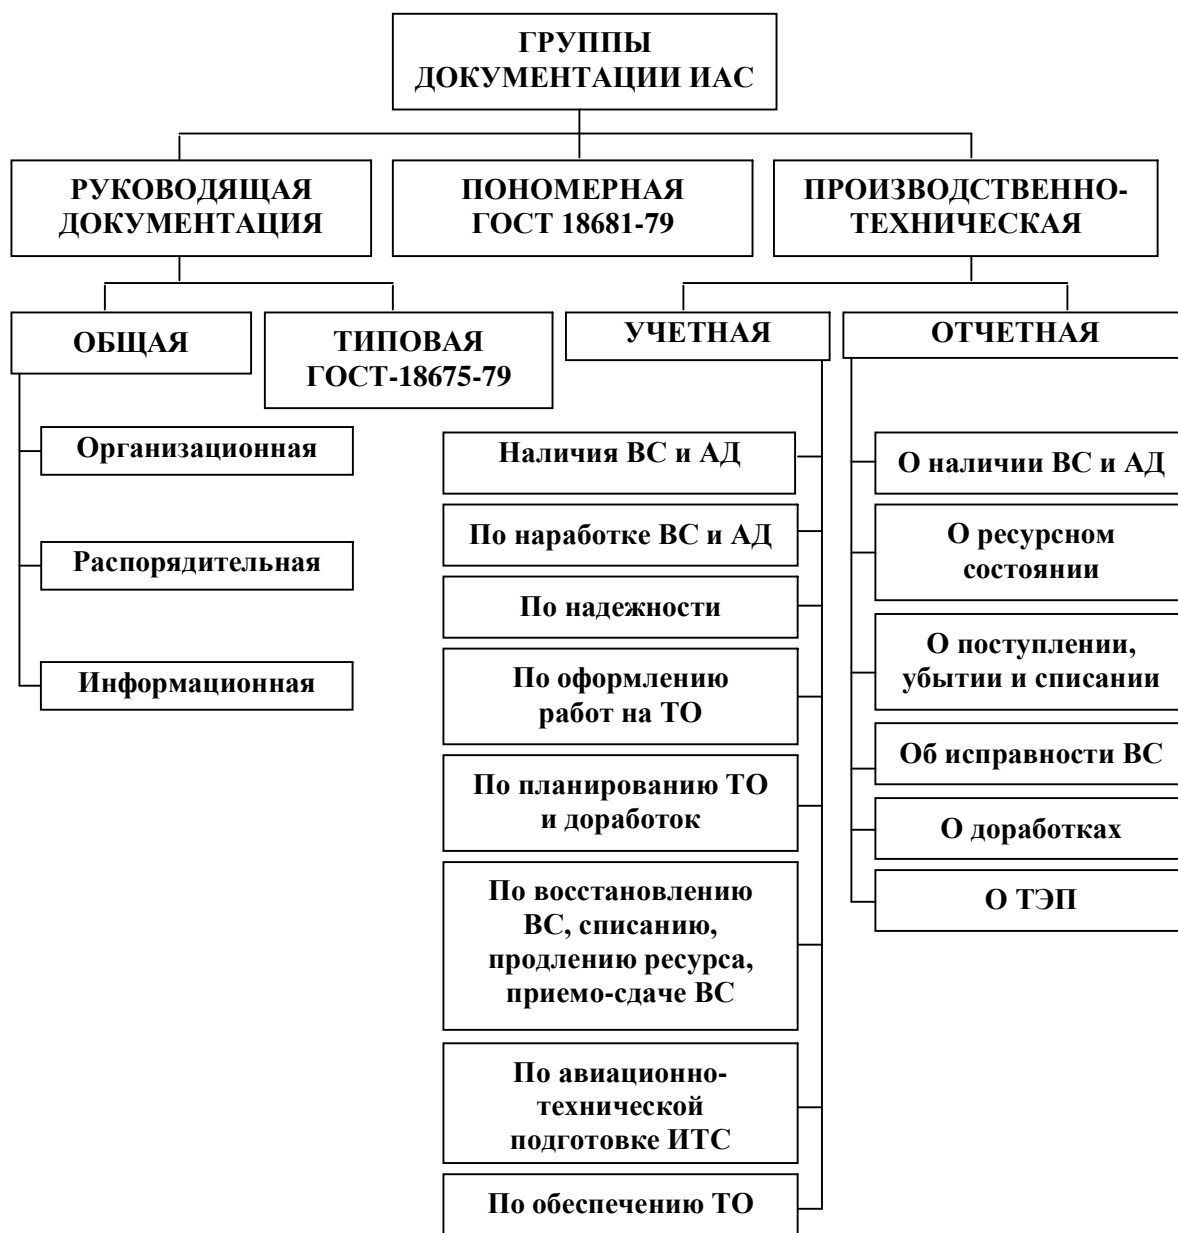 ГРУППЫ
ДОКУМЕНТАЦИИ ИАС
РУКОВОДЯЩАЯ
ДОКУМЕНТАЦИЯ
ПОНОМЕРНАЯ
ГОСТ 18681-79
ПРОИЗВОДСТВЕННО-
ТЕХНИЧЕСКАЯ
ОБЩАЯ
ТИПОВАЯ
ГОСТ-18675-79
УЧЕТНАЯ
ОТЧЕТНАЯ
Организационная
Распорядительная
Информационная
Наличия ВС и АД
По наработке ВС и АД
По надежности
По оформлению
работ на ТО
По планированию ТО
и доработок
По восстановлению
ВС, списанию,
продлению ресурса,
приемо-сдаче ВС
По авиационно-
технической
подготовке ИТС
По обеспечению ТО
О наличии ВС и АД
О ресурсном
состоянии
О поступлении,
убытии и списании
Об исправности ВС
О доработках
О ТЭП